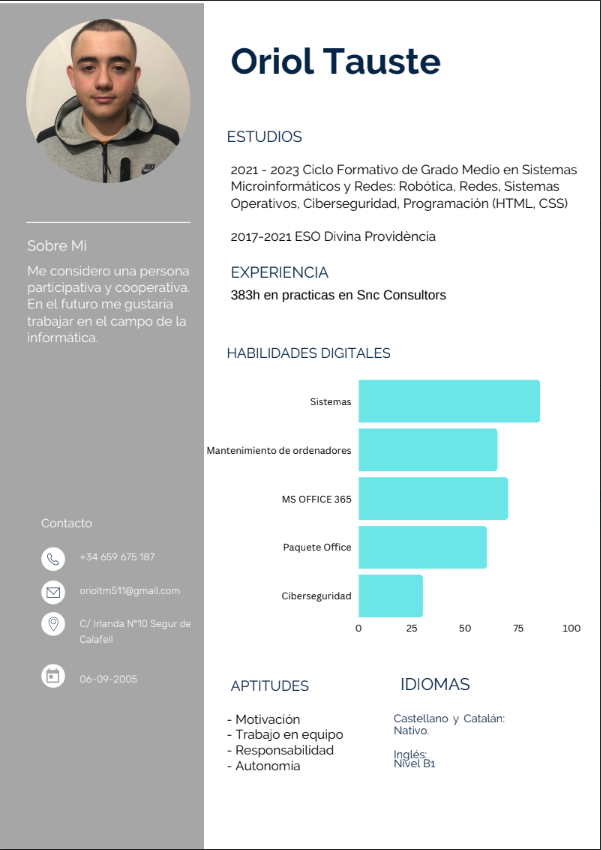 Oriol Tauste
ESTUDIOS
2021 - 2023 Ciclo Formativo de Grado Medio en Sistemas
Microinformáticos y Redes: Robótica, Redes, Sistemas
Operativos, Ciberseguridad, Programación (HTML, CSS)
2017-2021 ESO Divina Providència
EXPERIENCIA
383h en practicas en Snc Consultors
HABILIDADES DIGITALES
Sistemas
Mantenimiento de ordenadores
MS OFFICE 365
Paquete Office
Ciberseguridad
0 25 50 75 100
APTITUDES
- Motivación
- Trabajo en equipo
- Responsabilidad
- Autonomia
IDIOMAS
Castellano y Catalán:
Nativo.
Inglés:
Nivel B1
NIKE
Sobre Mi
Me considero una persona
participativa y cooperativa.
En el futuro me gustaría
trabajar en el campo de la
informática.
Contacto
+34 659 675 187
orioltm511@gmail.com
C/ Irlanda Nº10 Segur de
Calafell
06-09-2005